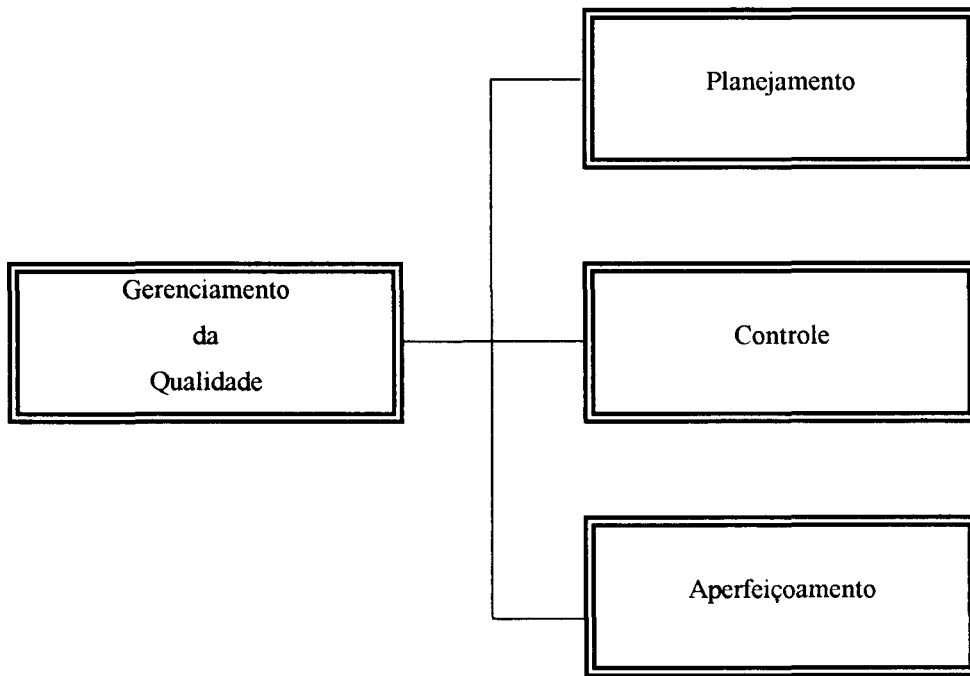 Planejamento
Gerenciamento
da
Qualidade
Controle
Aperfeiçoamento